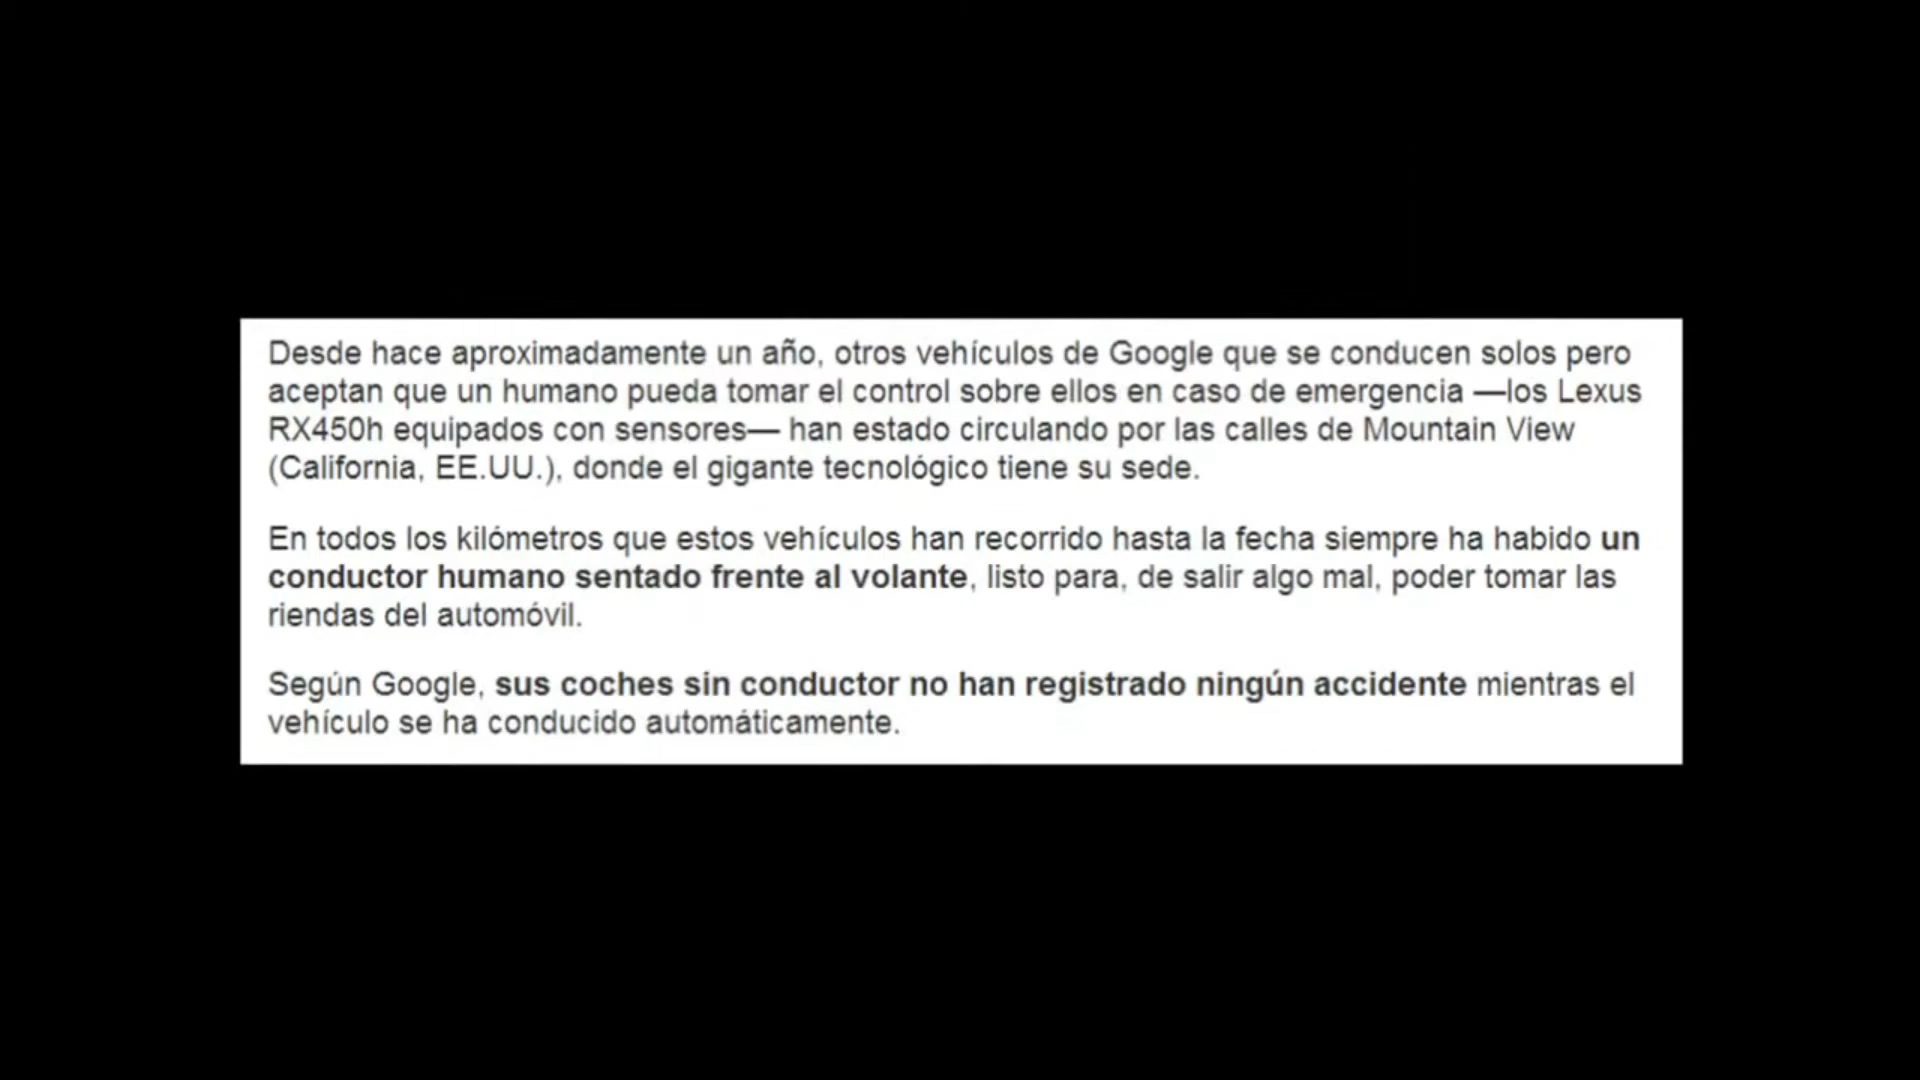 Desde hace aproximadamente un año, otros vehículos de Google que se conducen solos pero
aceptan que un humano pueda tomar el control sobre ellos en caso de emergencia —los Lexus
RX450h equipados con sensores— han estado circulando por las calles de Mountain View
(California, EE.UU.), donde el gigante tecnológico tiene su sede.
En todos los kilómetros que estos vehículos han recorrido hasta la fecha siempre ha habido un
conductor humano sentado frente al volante, listo para, de salir algo mal, poder tomar las
riendas del automóvil.
Según Google, sus coches sin conductor no han registrado ningún accidente mientras el
vehículo se ha conducido automáticamente.